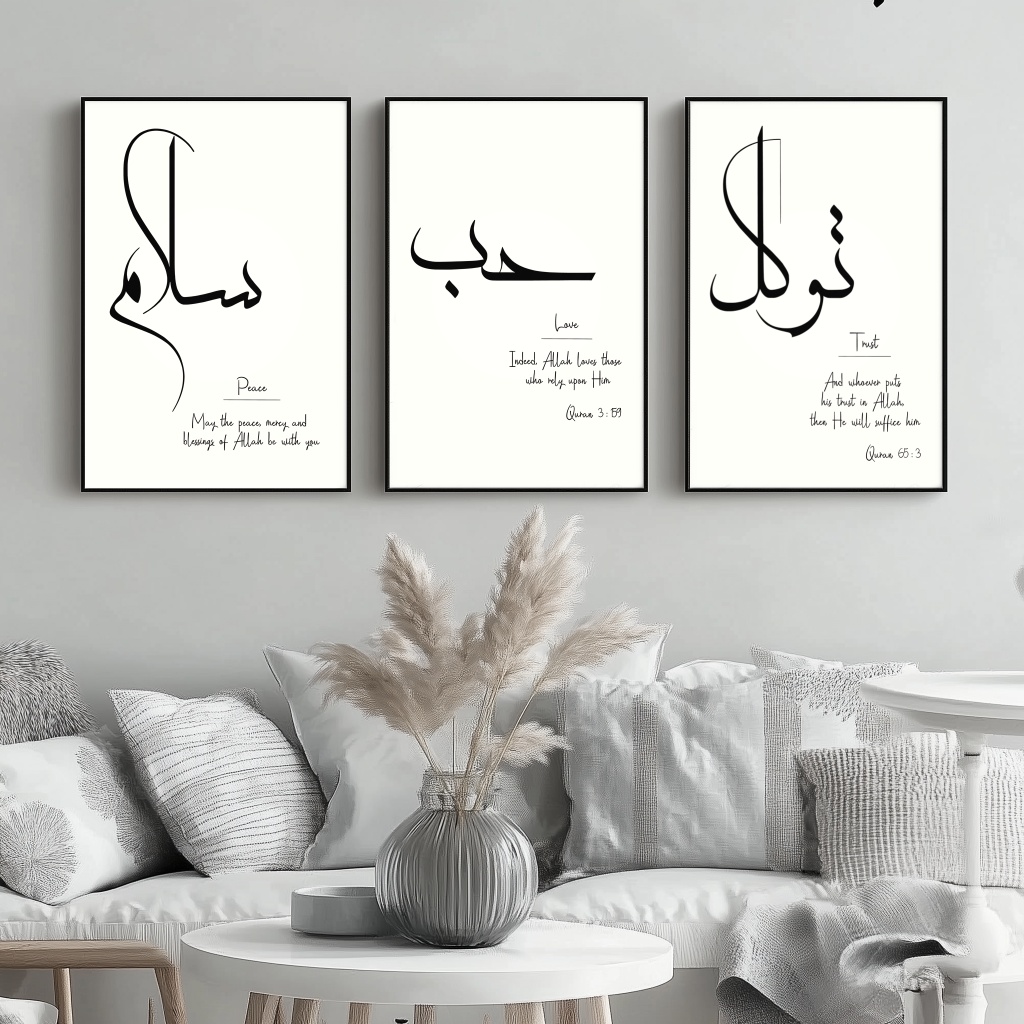 سلام
Peace
May the peace, mercy and
blessings of Allah be with you
حب
Love
Indeed, Allah loves those
who rely upon Him
Quran 3:159
توكل
Trust
And whoever puts
his trust in Allah,
then He will suffice him
Quran 65:3